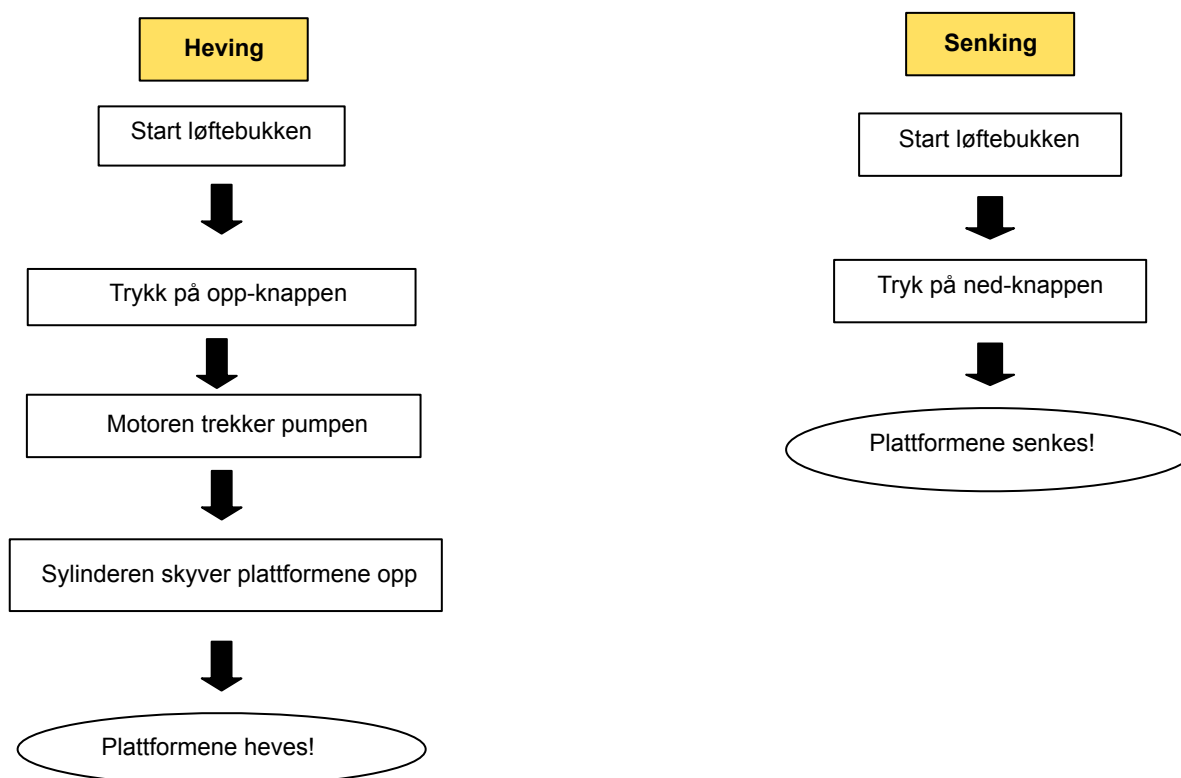 Heving
Start løftebukken
Trykk på opp-knappen
Motoren trekker pumpen
Sylinderen skyver plattformene opp
Plattformene heves!
Senking
Start løftebukken
Tryk på ned-knappen
Plattformene senkes!